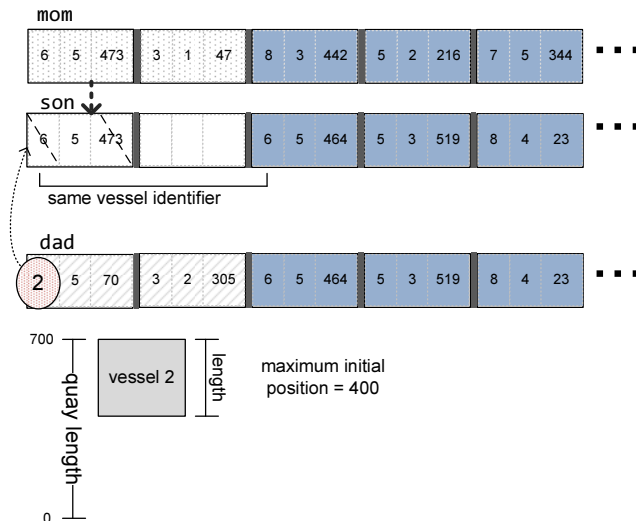 mom
6 5 473 3 1 47 8 3 442 5 2 216 7 5 344 ...
son
6 5 473 6 5 464 5 3 519 8 4 23 ...
same vessel identifier
dad
2 5 70 3 2 305 6 5 464 5 3 519 8 4 23 ...
700
vessel 2
length
quay length
maximum initial
position = 400
0